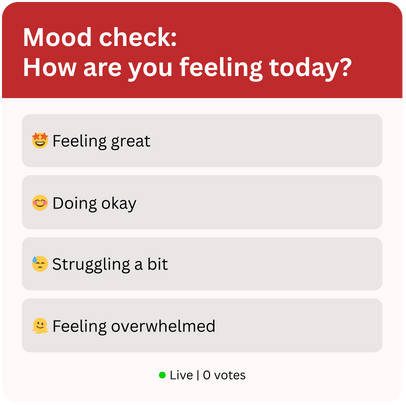 Mood check:
How are you feeling today?
🤩 Feeling great
😊 Doing okay
😓 Struggling a bit
🫠 Feeling overwhelmed
Live | 0 votes